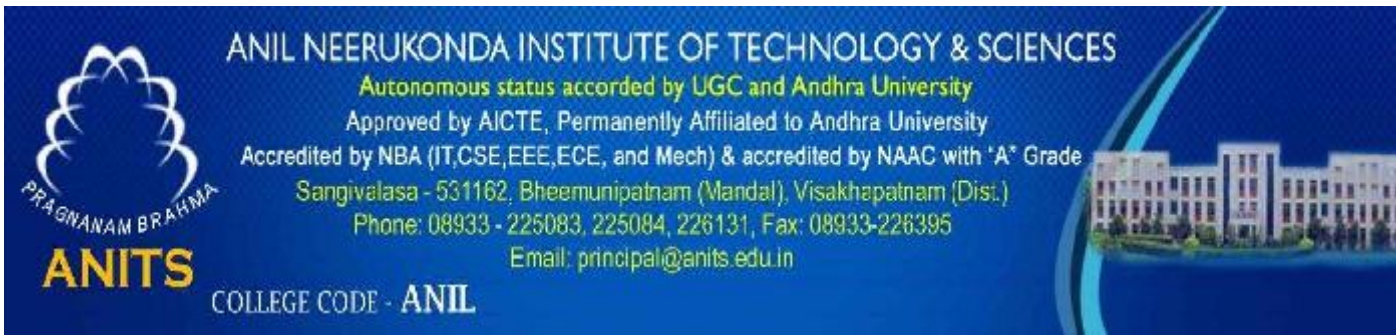 ANIL NEERUKONDA INSTITUTE OF TECHNOLOGY & SCIENCES
Autonomous status accorded by UGC and Andhra University
Approved by AICTE, Permanently Affiliated to Andhra University
Accredited by NBA (IT,CSE,EEE,ECE, and Mech) & accredited by NAAC with "A" Grade
Sangivalasa - 531162, Bheemunipatnam (Mandal), Visakhapatnam (Dist.)
Phone: 08933 - 225083, 225084, 226131, Fax: 08933-226395
Email: principal@anits.edu.in
PRAGNANAM BRAHMA
ANITS
COLLEGE CODE - ANIL